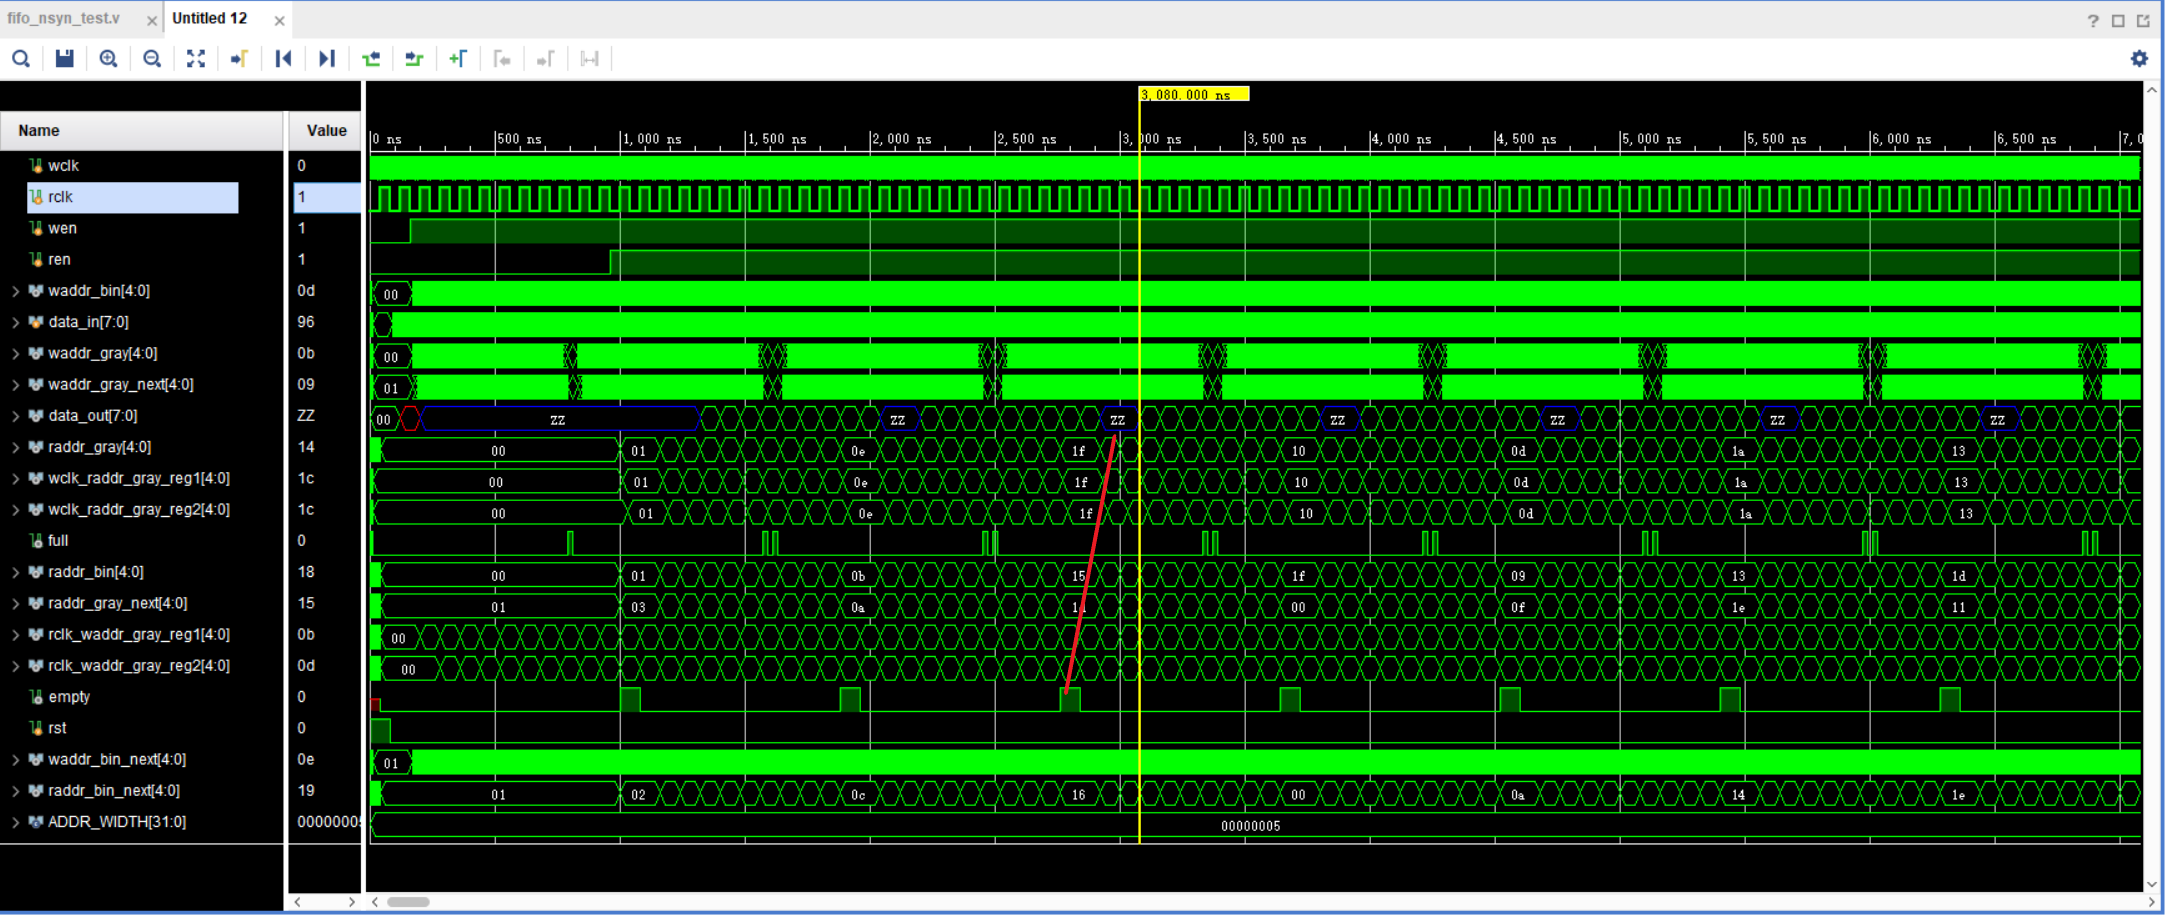 fifo_nsyn_test.v × Untitled 12 ×
3,080.000 ns
Name Value
0 ns 500 ns 1,000 ns 1,500 ns 2,000 ns 2,500 ns 3,000 ns 3,500 ns 4,000 ns 4,500 ns 5,000 ns 5,500 ns 6,000 ns 6,500 ns 7,0
wclk 0
rclk 1
wen 1
ren 1
waddr_bin[4:0] 0d 00
data_in[7:0] 96
waddr_gray[4:0] 0b 00
waddr_gray_next[4:0] 09 01
data_out[7:0] ZZ 00 ZZ ZZ ZZ ZZ ZZ ZZ ZZ
raddr_gray[4:0] 14 00 01 0e 1f 10 0d 1a 13
wclk_raddr_gray_reg1[4:0] 1c 00 01 0e 1f 10 0d 1a 13
wclk_raddr_gray_reg2[4:0] 1c 00 01 0e 1f 10 0d 1a 13
full 0
raddr_bin[4:0] 18 00 01 0b 15 1f 09 13 1d
raddr_gray_next[4:0] 15 01 03 0a 00 0f 1e 11
rclk_waddr_gray_reg1[4:0] 0b 00
rclk_waddr_gray_reg2[4:0] 0d 00
empty 0
rst 0
waddr_bin_next[4:0] 0e 01
raddr_bin_next[4:0] 19 01 02 0c 16 00 0a 14 1e
ADDR_WIDTH[31:0] 00000005 00000005